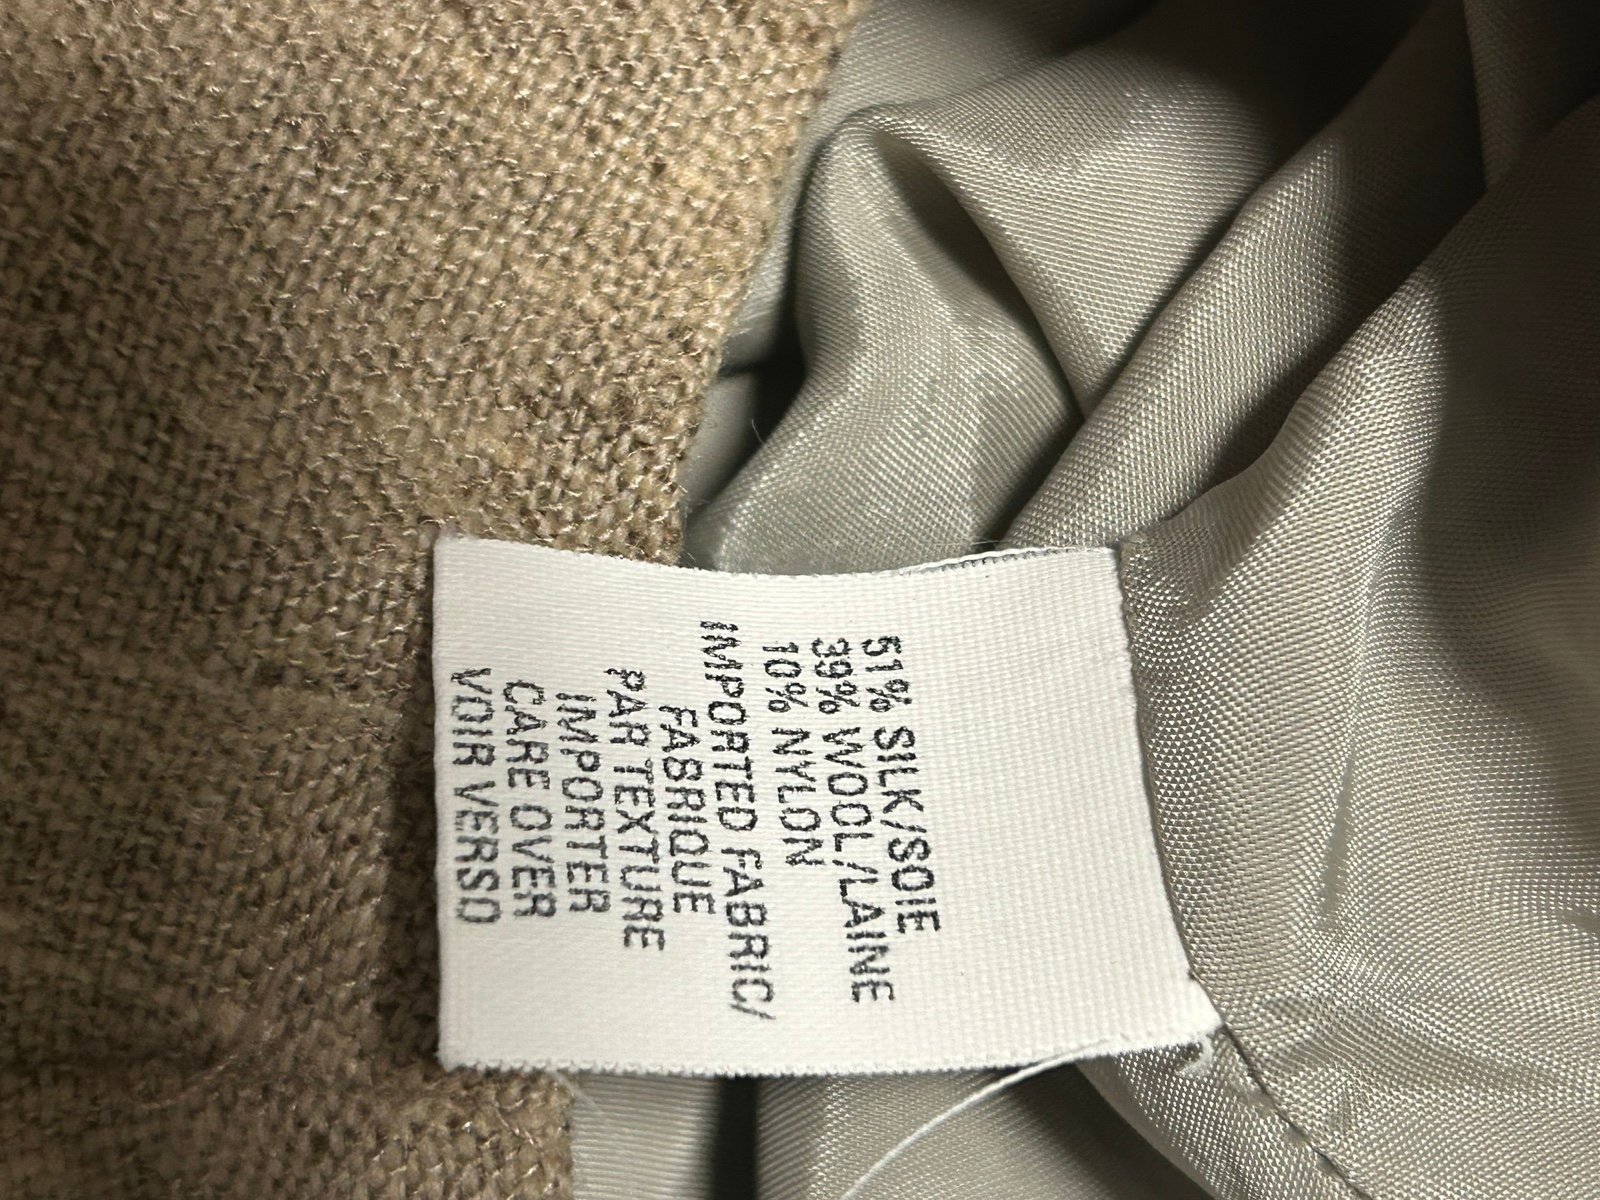 51% SILK/SOIE
39% WOOL/LAINE
10% NYLON
IMPORTED FABRIC/
FABRIQUE
PAR TEXTURE
IMPORTER
CARE OVER
VOIR VERSO